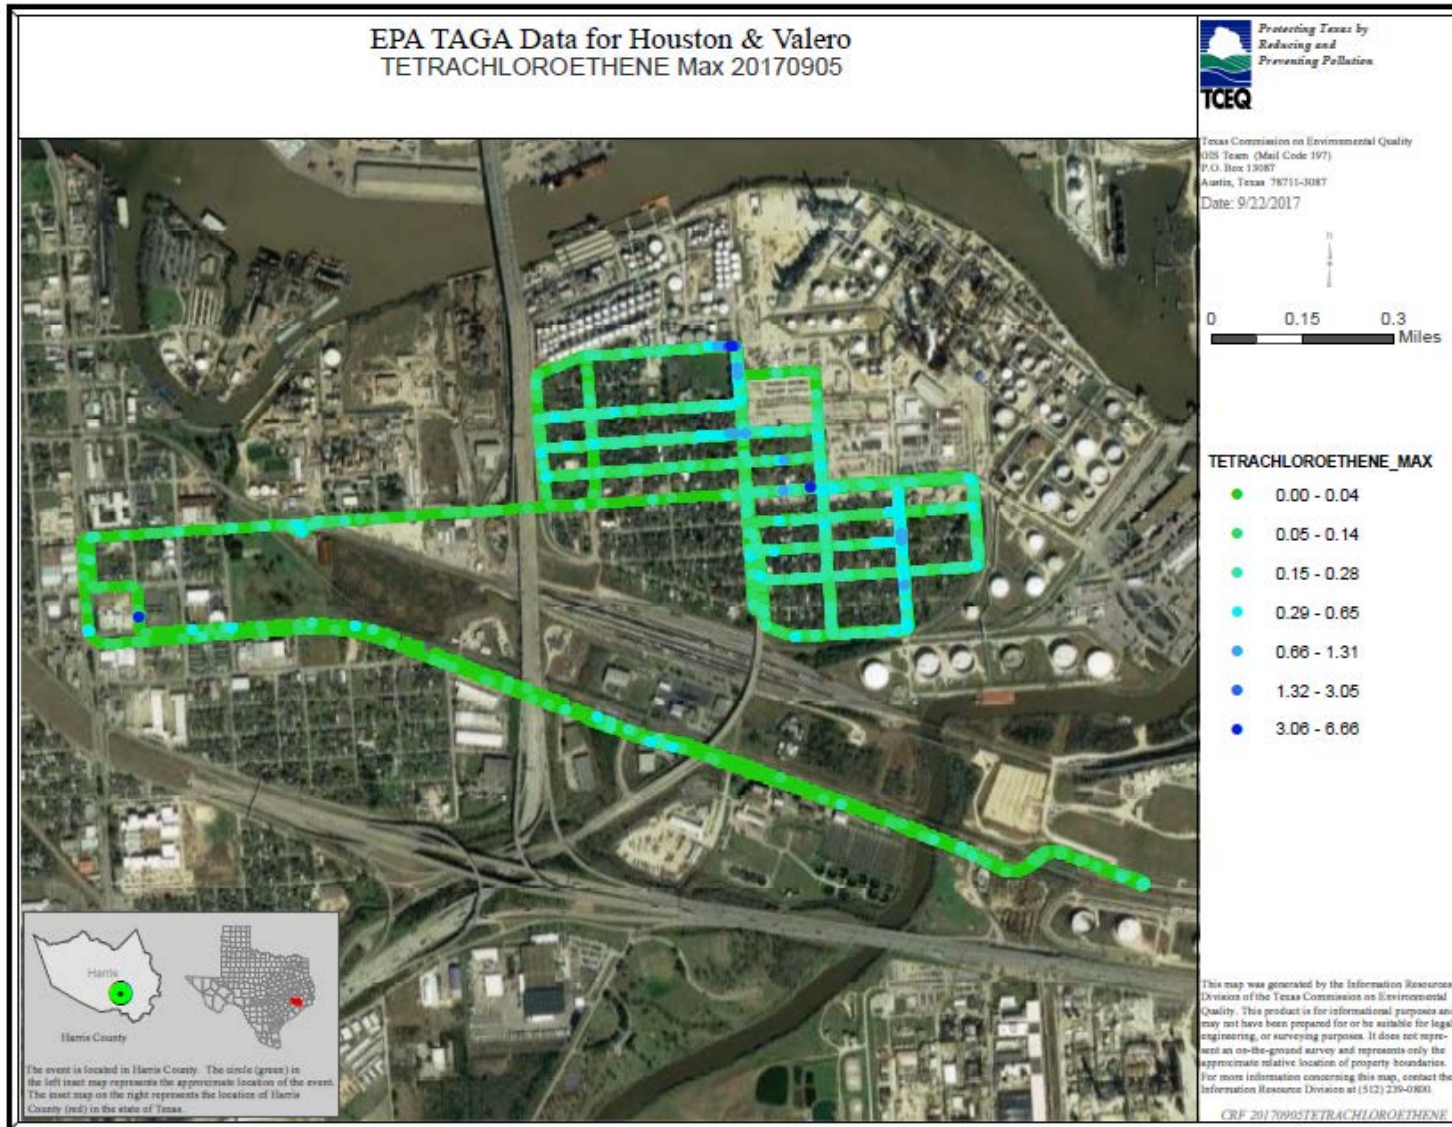 EPA TAGA Data for Houston & Valero
TETRACHLOROETHENE Max 20170905
Protecting Texas by
Reducing and
Preventing Pollution
TCEQ
Texas Commission on Environmental Quality
GIS Team (Mail Code 197)
P.O. Box 13087
Austin, Texas 78711-3087
Date: 9/22/2017
N
0 0.15 0.3
Miles
TETRACHLOROETHENE_MAX
0.00 - 0.04
0.05 - 0.14
0.15 - 0.28
0.29 - 0.65
0.66 - 1.31
1.32 - 3.05
3.06 - 6.66
Harris
Harris County
The event is located in Harris County. The circle (green) in
the left inset map represents the approximate location of the event.
The inset map on the right represents the location of Harris
County (red) in the state of Texas.
This map was generated by the Information Resources
Division of the Texas Commission on Environmental
Quality. This product is for informational purposes and
may not have been prepared for or be suitable for legal
engineering, or surveying purposes. It does not repre-
sent an on-the-ground survey and represents only the
approximate relative location of property boundaries.
For more information concerning this map, contact the
Information Resource Division at (512) 239-0800.
CRF 20170905TETRACHLOROETHENE